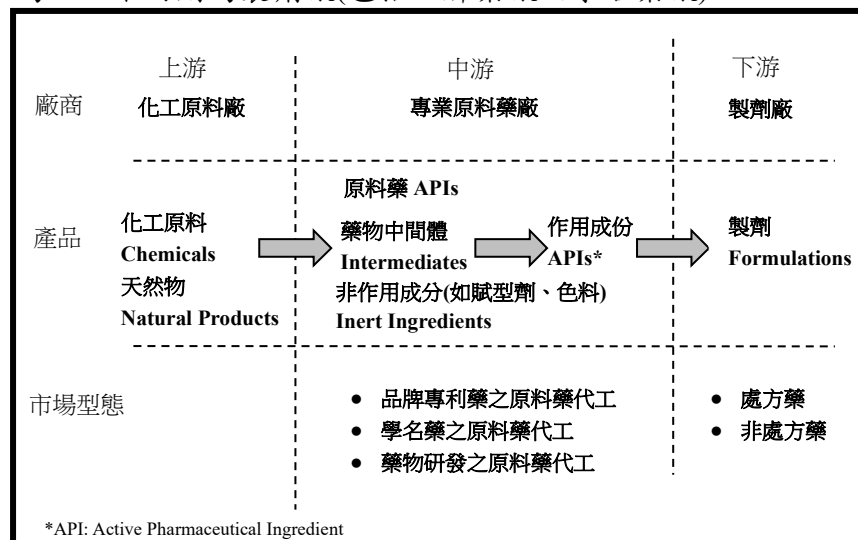 上游 中游 下游
廠商 化工原料廠 專業原料藥廠 製劑廠
原料藥 APIs
產品
化工原料
Chemicals
天然物
Natural Products
藥物中間體
Intermediates
非作用成分(如賦型劑、色料)
Inert Ingredients
作用成份
APIs*
製劑
Formulations
市場型態
● 品牌專利藥之原料藥代工
● 學名藥之原料藥代工
● 藥物研發之原料藥代工
● 處方藥
● 非處方藥
*API: Active Pharmaceutical Ingredient